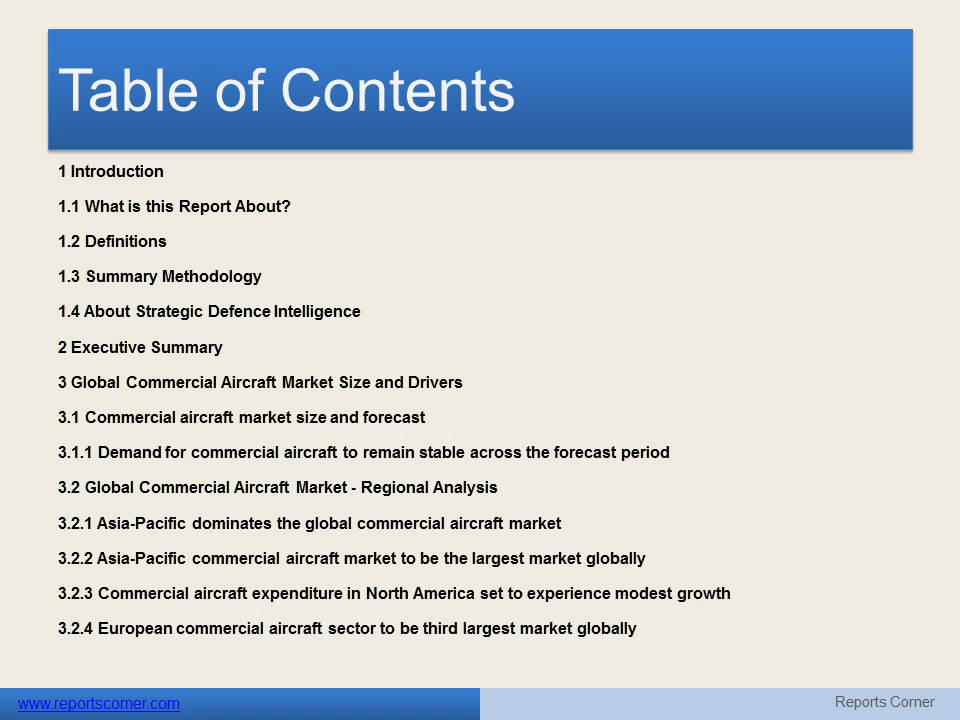 Table of Contents
1 Introduction
1.1 What is this Report About?
1.2 Definitions
1.3 Summary Methodology
1.4 About Strategic Defence Intelligence
2 Executive Summary
3 Global Commercial Aircraft Market Size and Drivers
3.1 Commercial aircraft market size and forecast
3.1.1 Demand for commercial aircraft to remain stable across the forecast period
3.2 Global Commercial Aircraft Market - Regional Analysis
3.2.1 Asia-Pacific dominates the global commercial aircraft market
3.2.2 Asia-Pacific commercial aircraft market to be the largest market globally
3.2.3 Commercial aircraft expenditure in North America set to experience modest growth
3.2.4 European commercial aircraft sector to be third largest market globally
www.reportscorner.com
Reports Corner